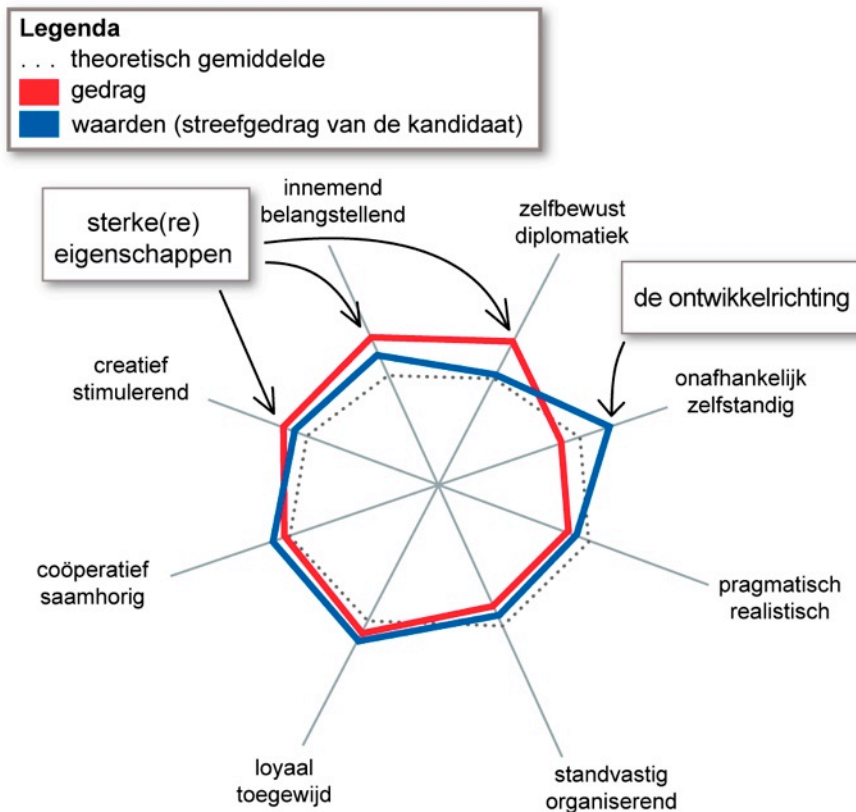 Legenda
. . . theoretisch gemiddelde
gedrag
waarden (streefgedrag van de kandidaat)
innemend
belangstellend
zelfbewust
diplomatiek
sterke(re)
eigenschappen
de ontwikkelrichting
creatief
stimulerend
onafhankelijk
zelfstandig
coöperatief
saamhorig
pragmatisch
realistisch
loyaal
toegewijd
standvastig
organiserend